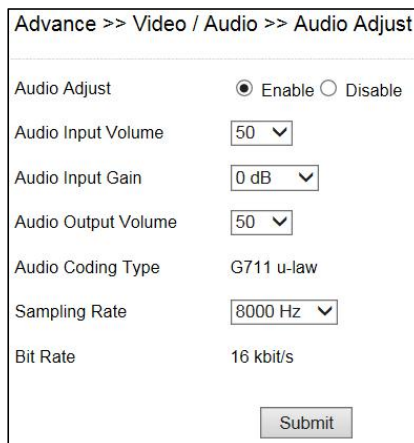 Advance >> Video / Audio >> Audio Adjust
Audio Adjust Enable Disable
Audio Input Volume 50
Audio Input Gain 0 dB
Audio Output Volume 50
Audio Coding Type G711 u-law
Sampling Rate 8000 Hz
Bit Rate 16 kbit/s
Submit